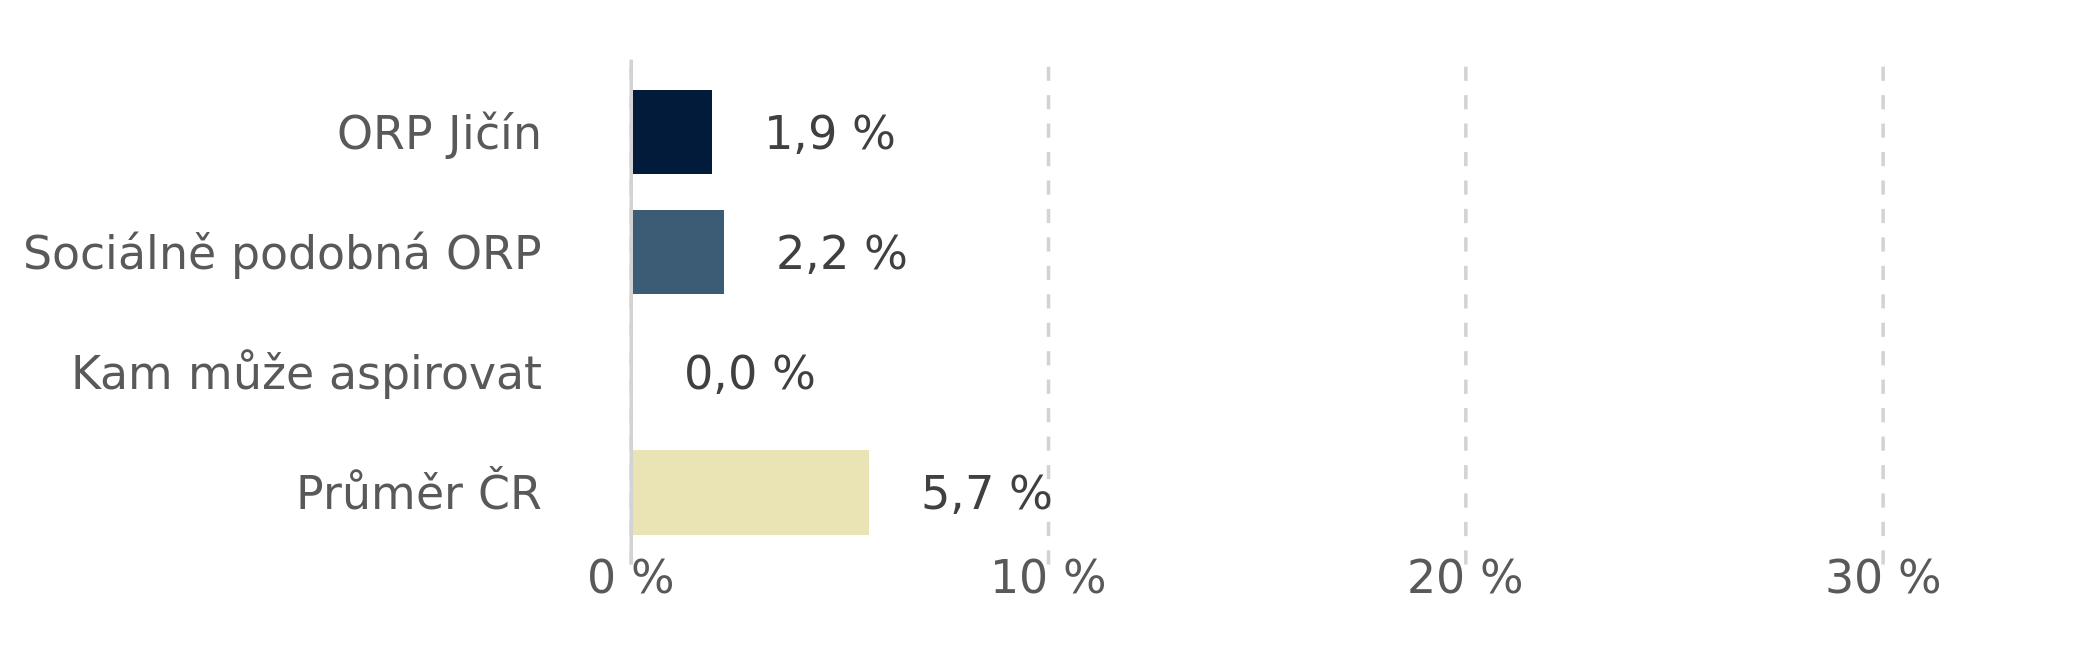 ORP Jičín 1,9 %
Sociálně podobná ORP 2,2 %
Kam může aspirovat 0,0 %
Průměr ČR 5,7 %
0 % 10 % 20 % 30 %